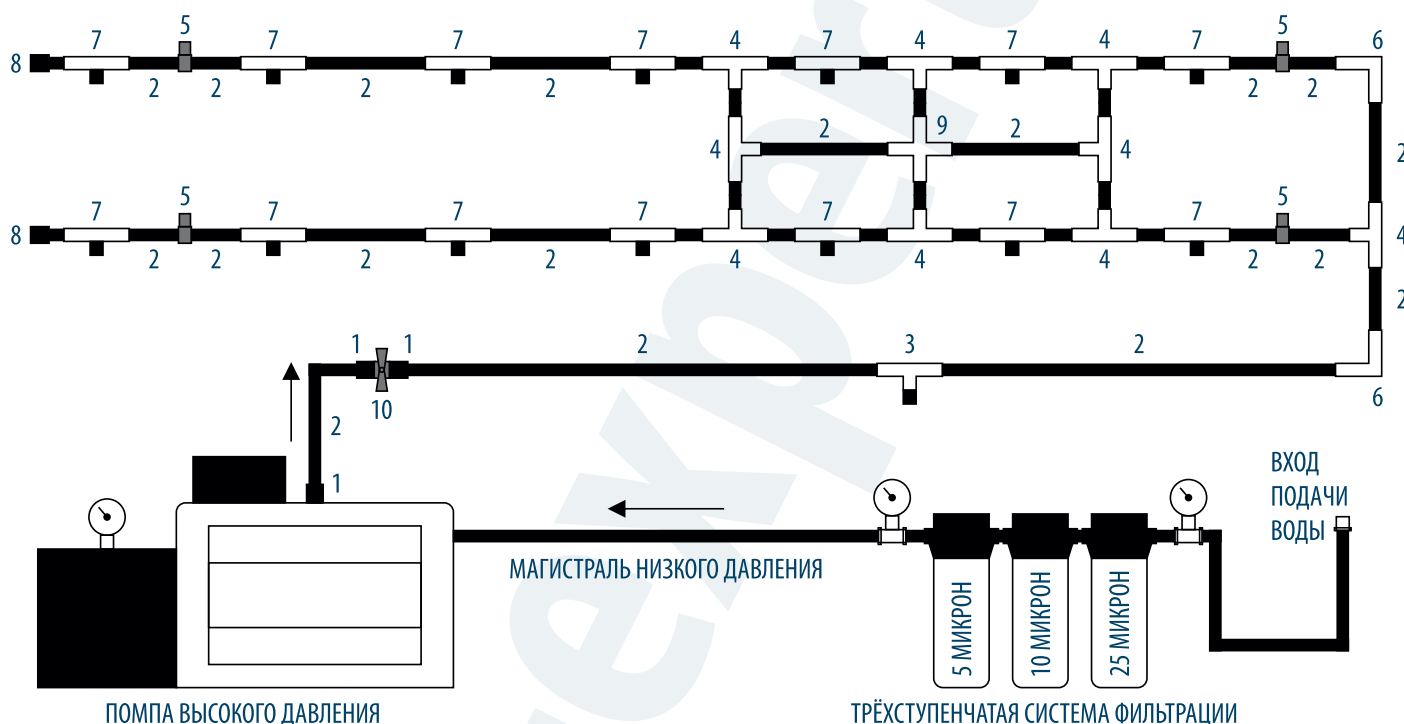 5 5 6
7 7 7 7 4 7 4 7 4 7
8
2 2 2 2 2 2
2 9 2 2
4 4
5 5
7 7 7 7 7 7 7
8 4
2 2 2 2 4 4 4 2 2
2
1 1 2 3 2
10 6
2
1
ВХОД
ПОДАЧИ
ВОДЫ
МАГИСТРАЛЬ НИЗКОГО ДАВЛЕНИЯ
5 МИКРОН
10 МИКРОН
25 МИКРОН
ПОМПА ВЫСОКОГО ДАВЛЕНИЯ
ТРЁХСТУПЕНЧАТАЯ СИСТЕМА ФИЛЬТРАЦИИ